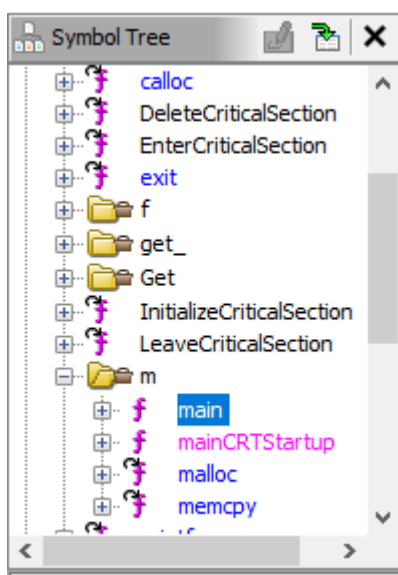 Symbol Tree
calloc
DeleteCriticalSection
EnterCriticalSection
exit
f
get_
Get
InitializeCriticalSection
LeaveCriticalSection
m
main
mainCRTStartup
malloc
memcpy